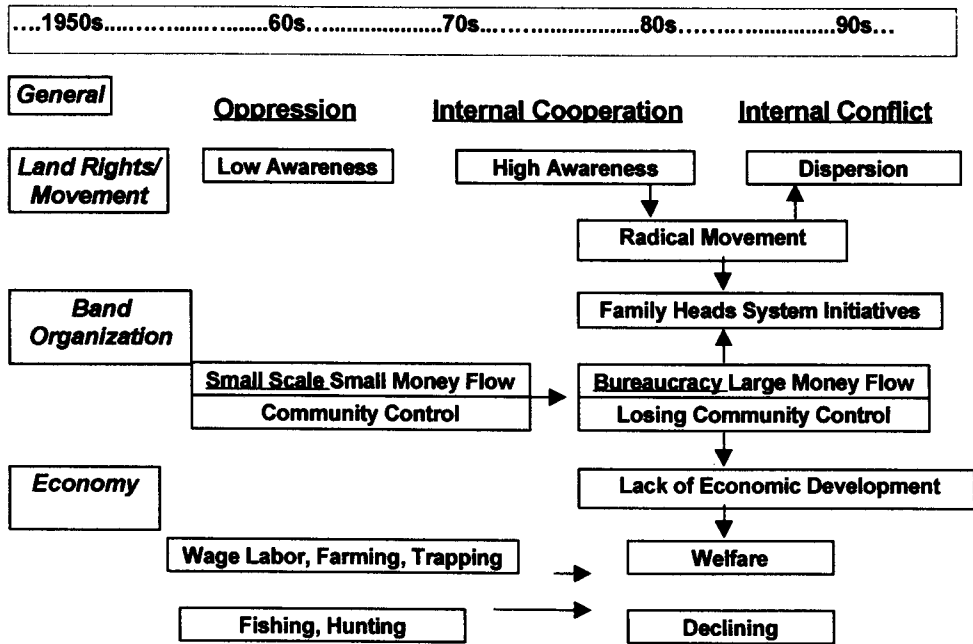 ....1950s.......................60s.....................70s.........................80s.........................90s...
General
Oppression Internal Cooperation Internal Conflict
Land Rights/
Movement
Low Awareness High Awareness Dispersion
Radical Movement
Band
Organization
Family Heads System Initiatives
Small Scale Small Money Flow Bureaucracy Large Money Flow
Community Control Losing Community Control
Economy
Lack of Economic Development
Wage Labor, Farming, Trapping Welfare
Fishing, Hunting Declining